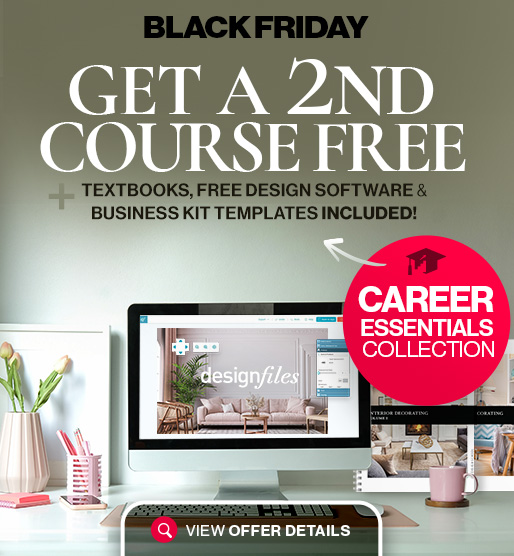 BLACK FRIDAY
GET A 2ND
COURSE FREE
+ TEXTBOOKS, FREE DESIGN SOFTWARE &
BUSINESS KIT TEMPLATES INCLUDED!
CAREER
ESSENTIALS
COLLECTION
designfiles
INTERIOR DECORATING
CORATING
VIEW OFFER DETAILS